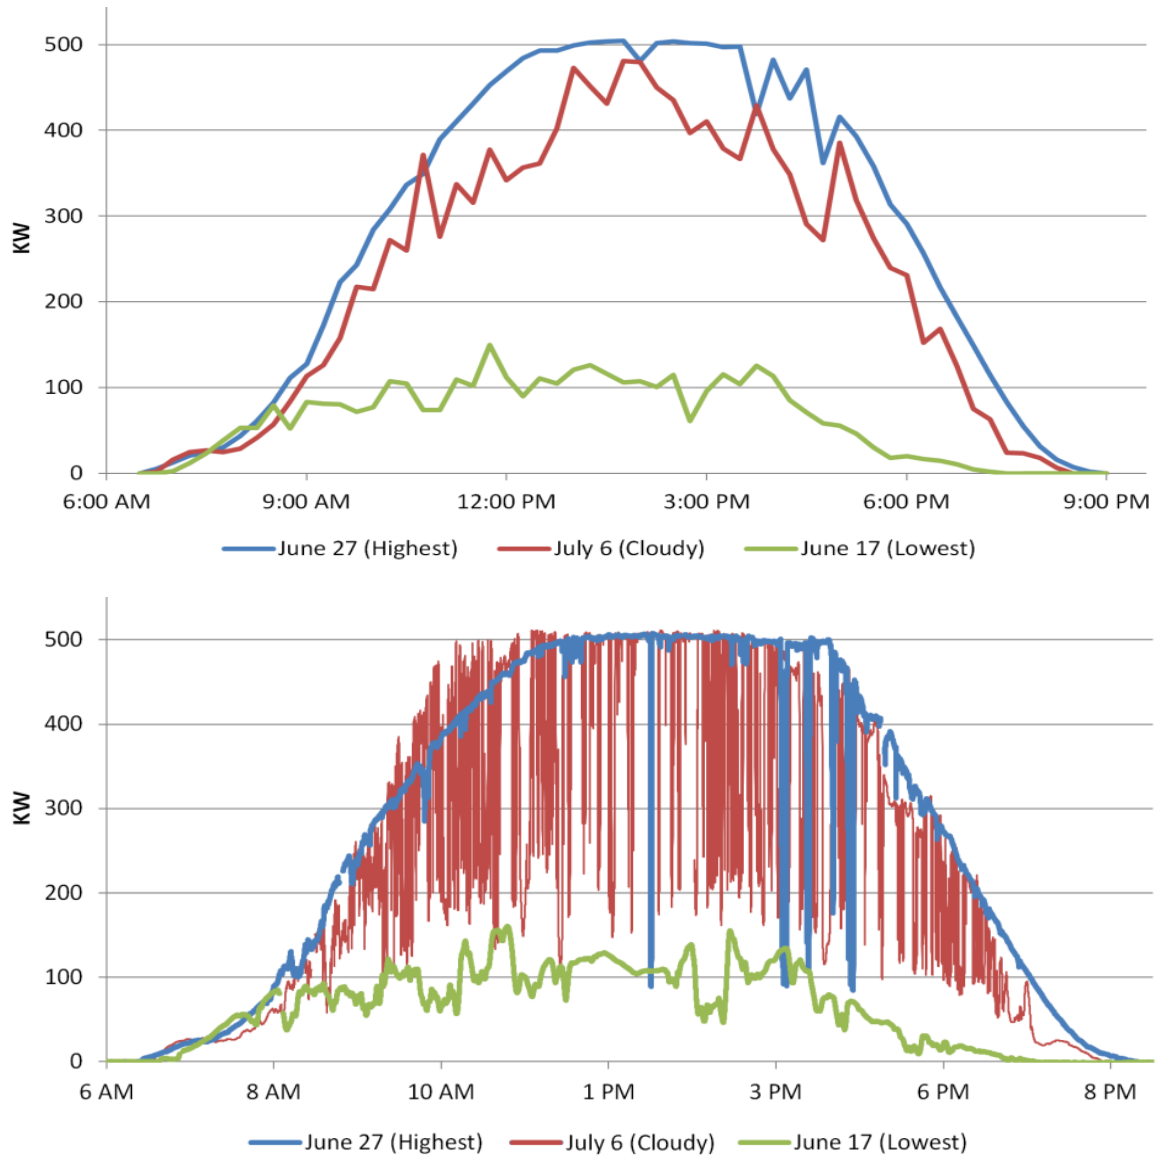 500
400
300
200
100
0
KW
6:00 AM 9:00 AM 12:00 PM 3:00 PM 6:00 PM 9:00 PM
June 27 (Highest) July 6 (Cloudy) June 17 (Lowest)
500
400
300
200
100
0
KW
6 AM 8 AM 10 AM 1 PM 3 PM 6 PM 8 PM
June 27 (Highest) July 6 (Cloudy) June 17 (Lowest)